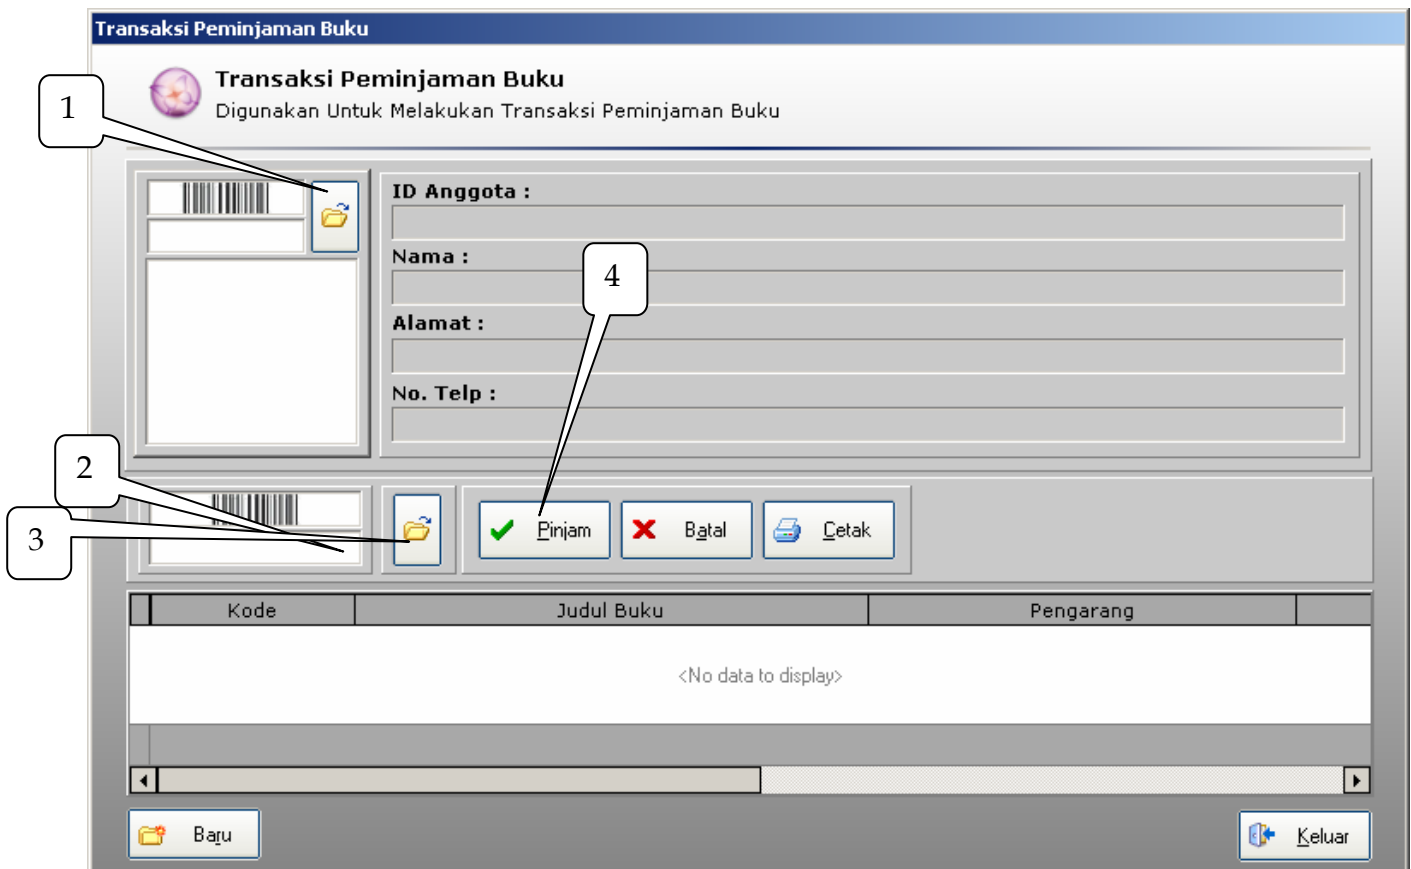 Transaksi Peminjaman Buku
Transaksi Peminjaman Buku
Digunakan Untuk Melakukan Transaksi Peminjaman Buku
1
ID Anggota :
Nama :
4
Alamat :
No. Telp :
2
3
Pinjam Batal Cetak
Kode Judul Buku Pengarang
<No data to display>
Baru Keluar